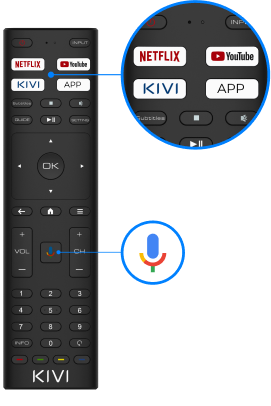 INPUT
NETFLIX YouTube
KIVI APP
Subtitles
GUIDE SETTING
OK
VOL CH
1 2 3
4 5 6
7 8 9
INFO 0
KIVI
INPU
NETFLIX YouTube
KIVI APP
Subtitles